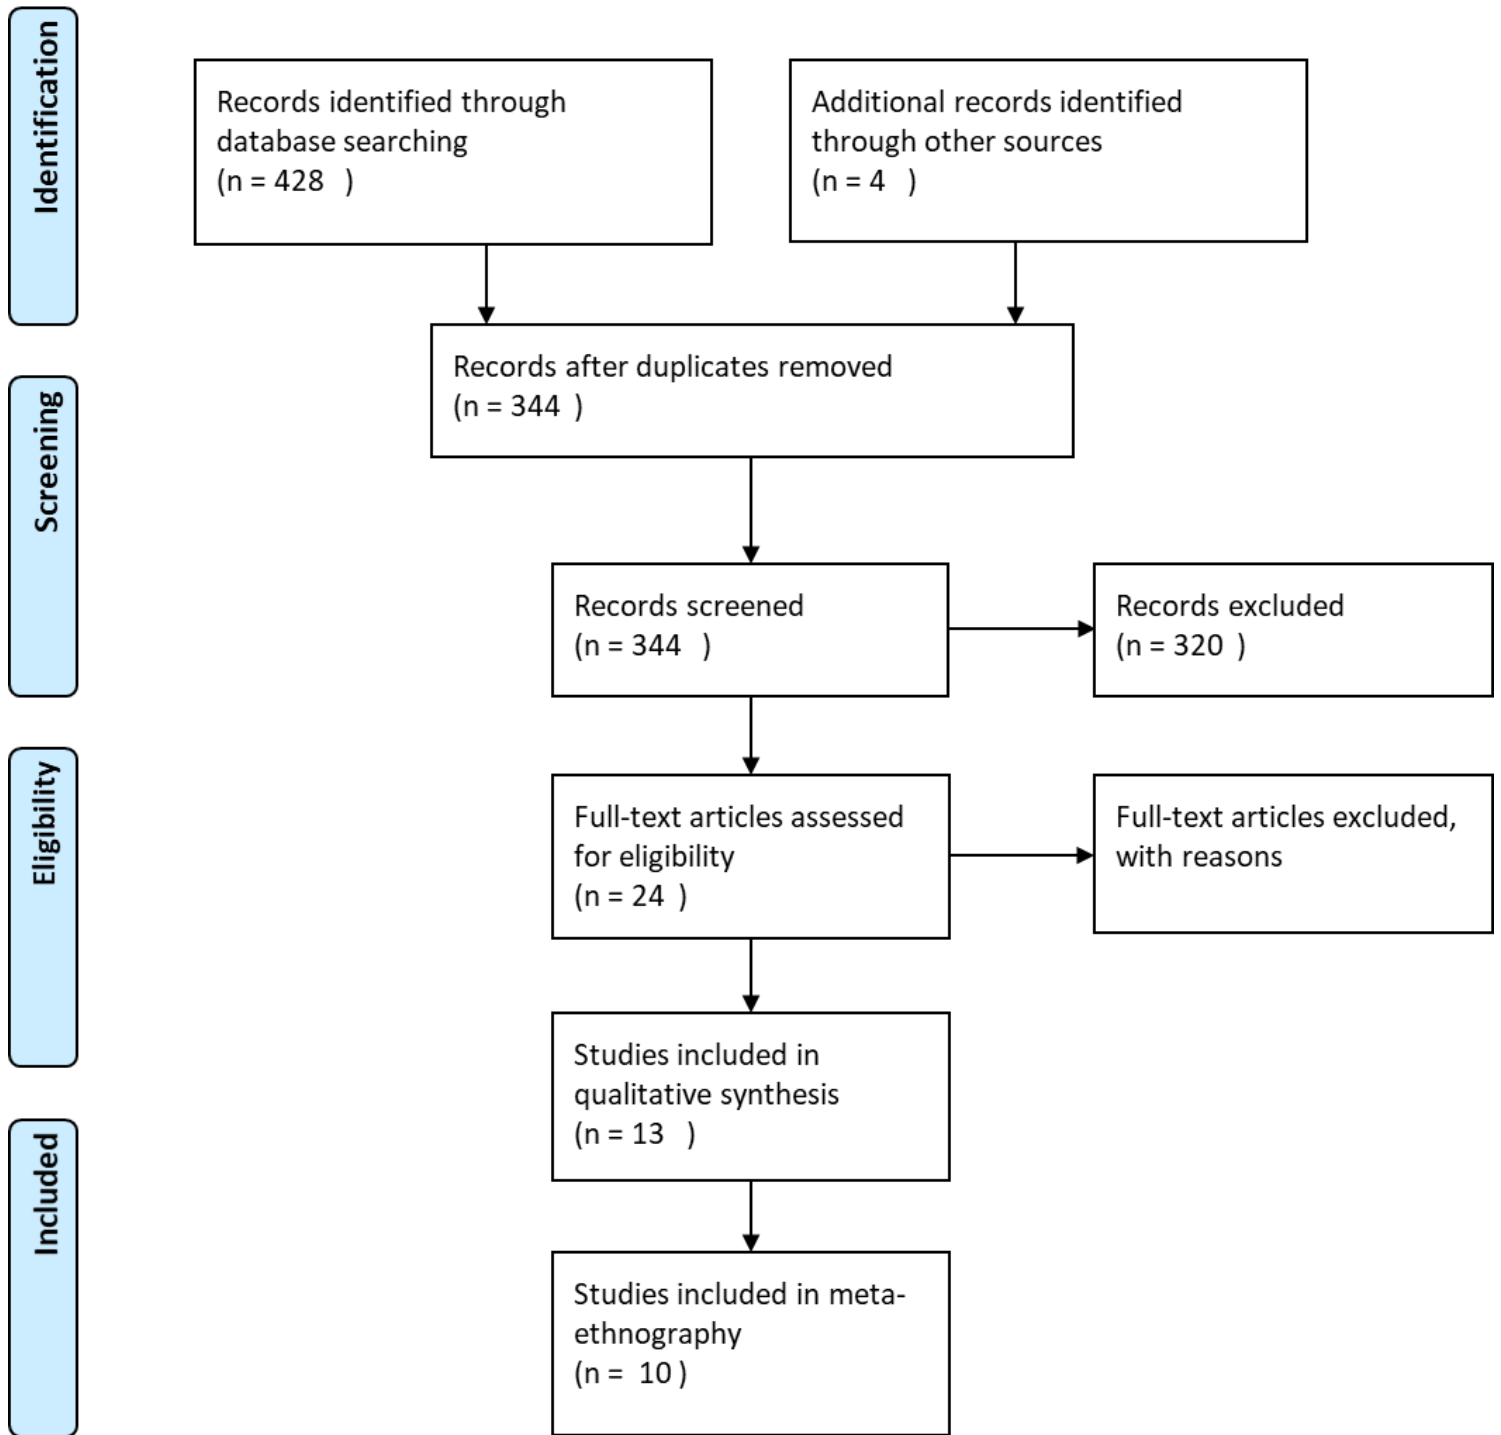 Identification
Records identified through
database searching
(n = 428   )
Additional records identified
through other sources
(n = 4   )
Records after duplicates removed
(n = 344  )
Screening
Records screened
(n = 344   )
Records excluded
(n = 320  )
Eligibility
Full-text articles assessed
for eligibility
(n = 24  )
Full-text articles excluded,
with reasons
Studies included in
qualitative synthesis
(n = 13   )
Included
Studies included in meta-
ethnography
(n =  10 )